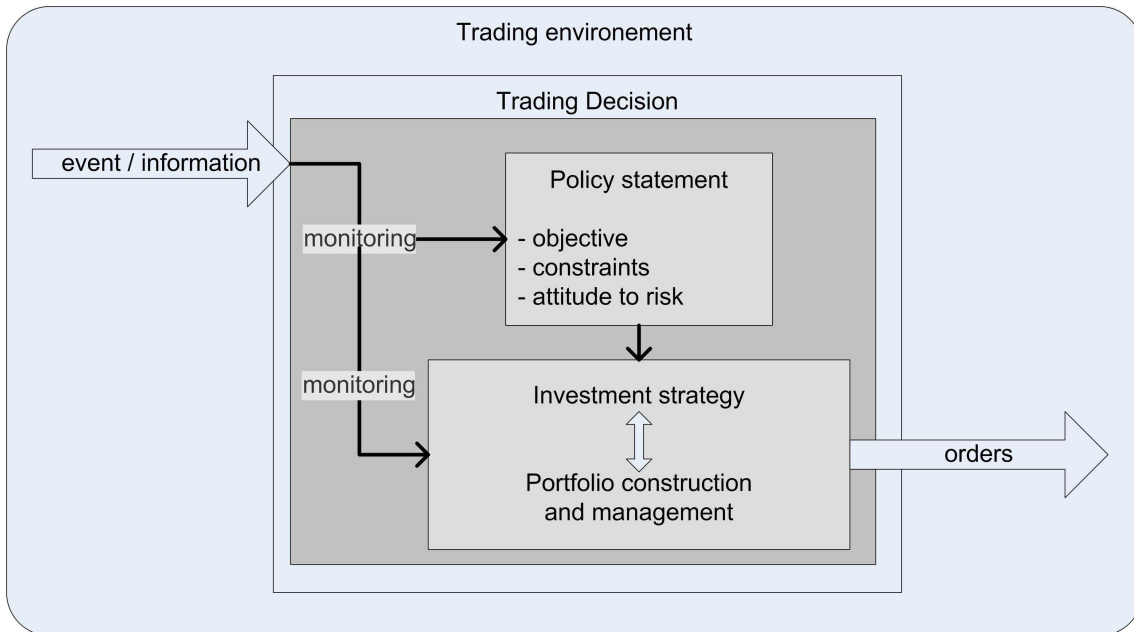 Trading environement
Trading Decision
event / information
Policy statement
monitoring
- objective
- constraints
- attitude to risk
monitoring
Investment strategy
orders
Portfolio construction
and management